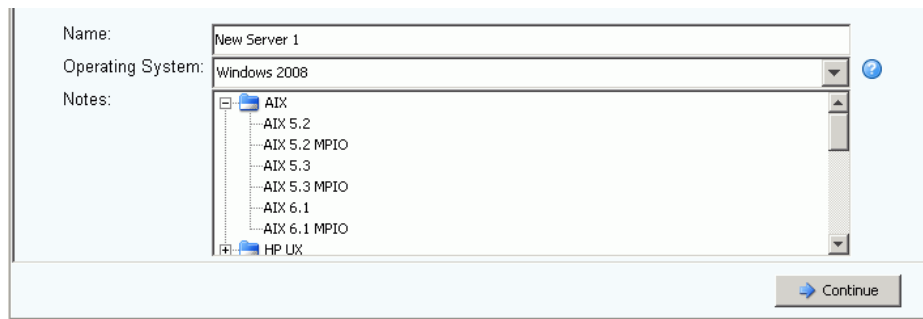 Name:
New Server 1
Operating System:
Windows 2008
?
Notes:
AIX
AIX 5.2
AIX 5.2 MPIO
AIX 5.3
AIX 5.3 MPIO
AIX 6.1
AIX 6.1 MPIO
HP UX
Continue